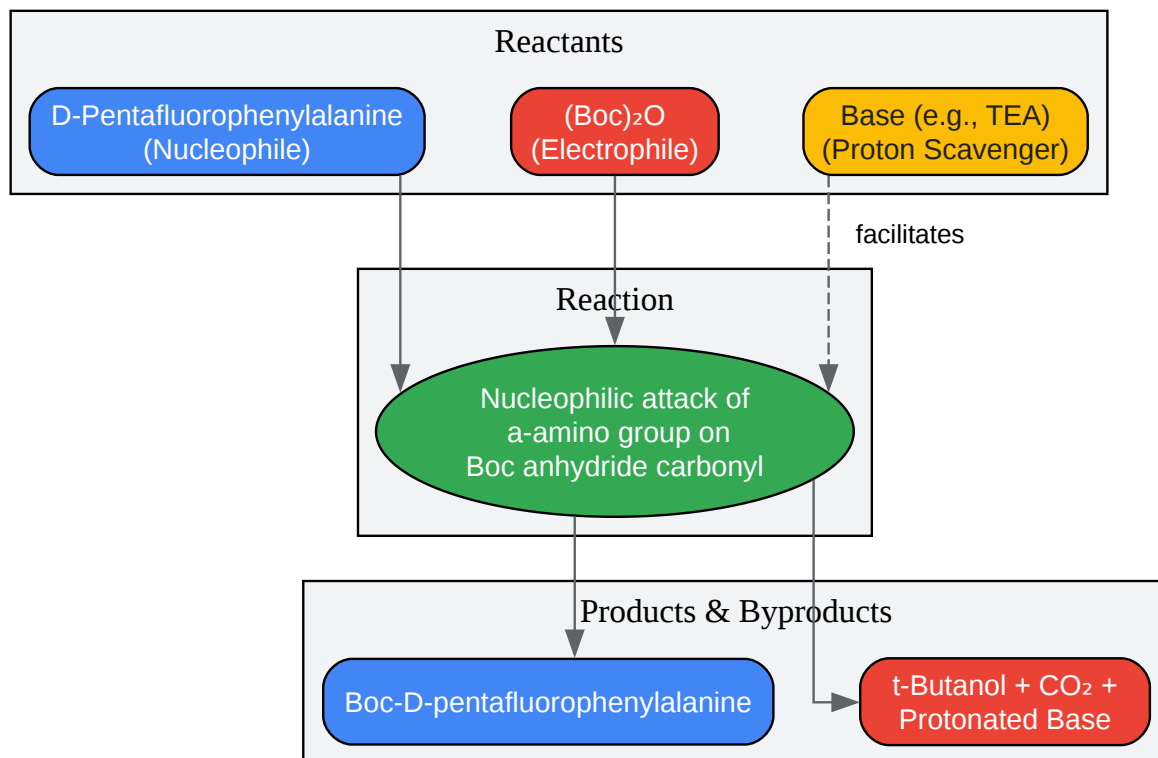 Reactants
D-Pentafluorophenylalanine
(Nucleophile)
(Boc)₂O
(Electrophile)
Base (e.g., TEA)
(Proton Scavenger)
facilitates
Reaction
Nucleophilic attack of
a-amino group on
Boc anhydride carbonyl
Products & Byproducts
Boc-D-pentafluorophenylalanine
t-Butanol + CO₂ +
Protonated Base